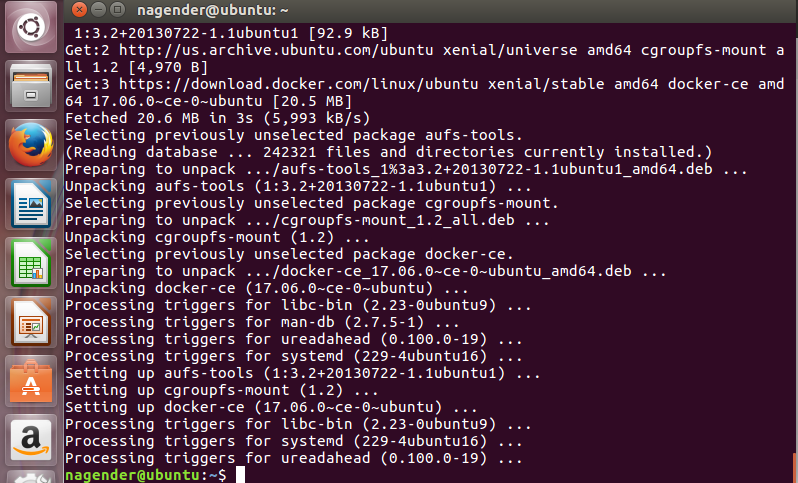 nagender@ubuntu: ~
1:3.2+20130722-1.1ubuntu1 [92.9 kB]
Get:2 http://us.archive.ubuntu.com/ubuntu xenial/universe amd64 cgroupfs-mount a
ll 1.2 [4,970 B]
Get:3 https://download.docker.com/linux/ubuntu xenial/stable amd64 docker-ce amd
64 17.06.0~ce-0~ubuntu [20.5 MB]
Fetched 20.6 MB in 3s (5,993 kB/s)
Selecting previously unselected package aufs-tools.
(Reading database ... 242321 files and directories currently installed.)
Preparing to unpack .../aufs-tools_1%3a3.2+20130722-1.1ubuntu1_amd64.deb ...
Unpacking aufs-tools (1:3.2+20130722-1.1ubuntu1) ...
Selecting previously unselected package cgroupfs-mount.
Preparing to unpack .../cgroupfs-mount_1.2_all.deb ...
Unpacking cgroupfs-mount (1.2) ...
Selecting previously unselected package docker-ce.
Preparing to unpack .../docker-ce_17.06.0~ce-0~ubuntu_amd64.deb ...
Unpacking docker-ce (17.06.0~ce-0~ubuntu) ...
Processing triggers for libc-bin (2.23-0ubuntu9) ...
Processing triggers for man-db (2.7.5-1) ...
Processing triggers for ureadahead (0.100.0-19) ...
Processing triggers for systemd (229-4ubuntu16) ...
Setting up aufs-tools (1:3.2+20130722-1.1ubuntu1) ...
Setting up cgroupfs-mount (1.2) ...
Setting up docker-ce (17.06.0~ce-0~ubuntu) ...
Processing triggers for libc-bin (2.23-0ubuntu9) ...
Processing triggers for systemd (229-4ubuntu16) ...
Processing triggers for ureadahead (0.100.0-19) ...
nagender@ubuntu:~$